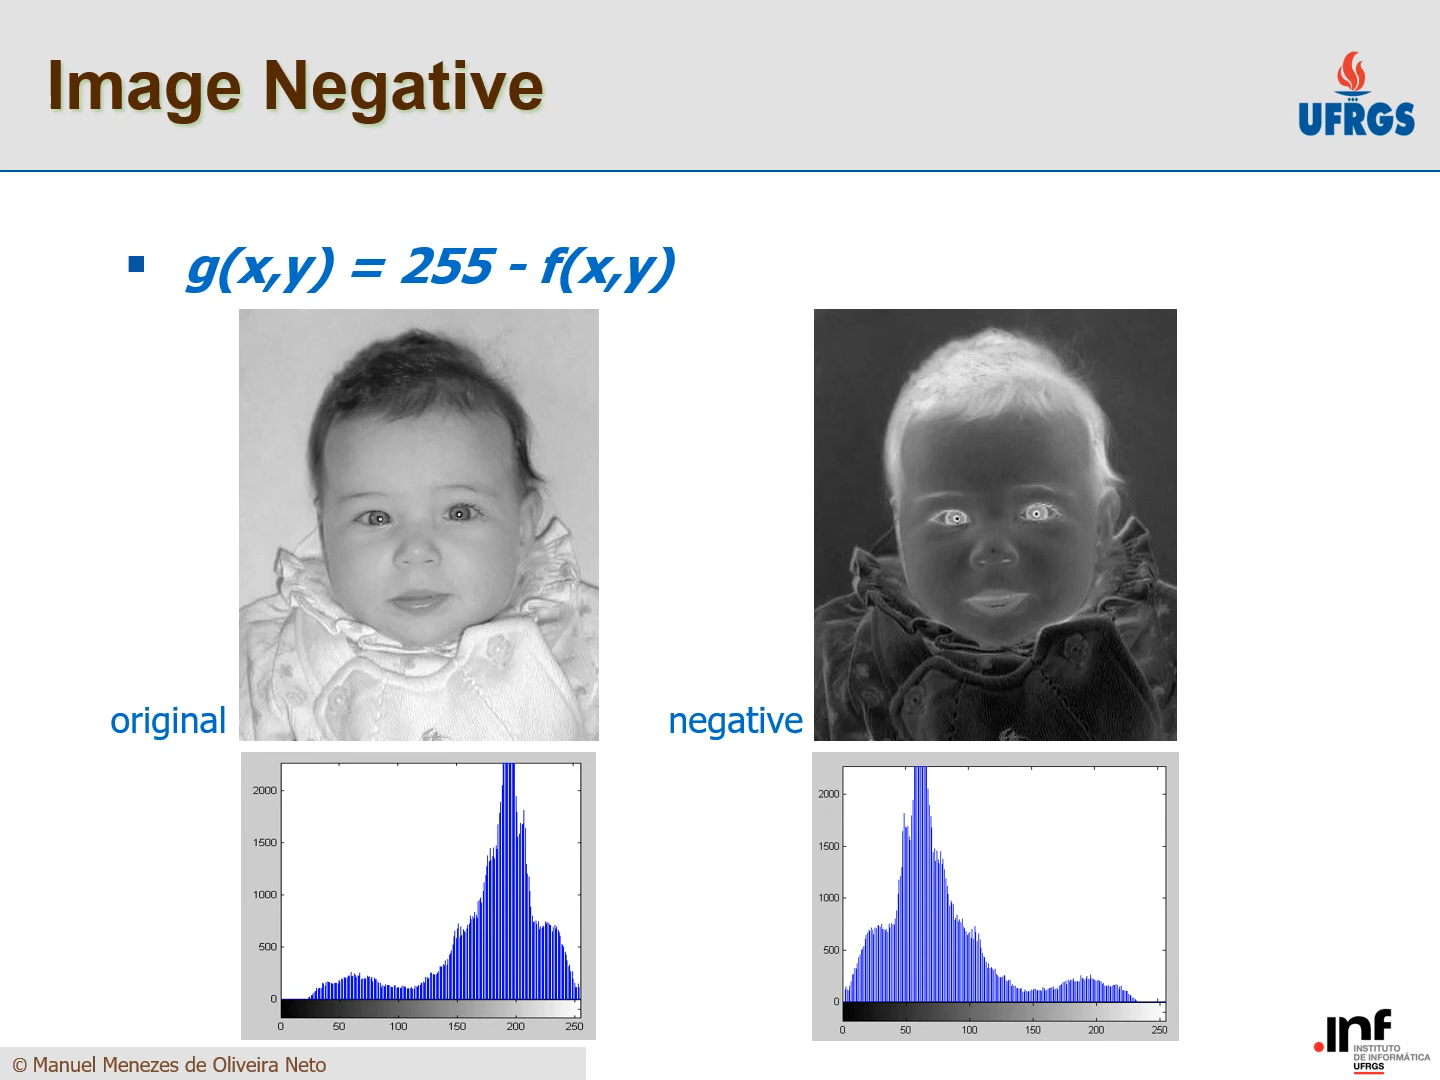 Image Negative
UFRGS
▪ g(x,y) = 255 - f(x,y)
original
negative
2000
1500
1000
500
0
0 50 100 150 200 250
2000
1500
1000
500
0
0 50 100 150 200 250
inf
INSTITUTO
DE INFORMÁTICA
UFRGS
© Manuel Menezes de Oliveira Neto